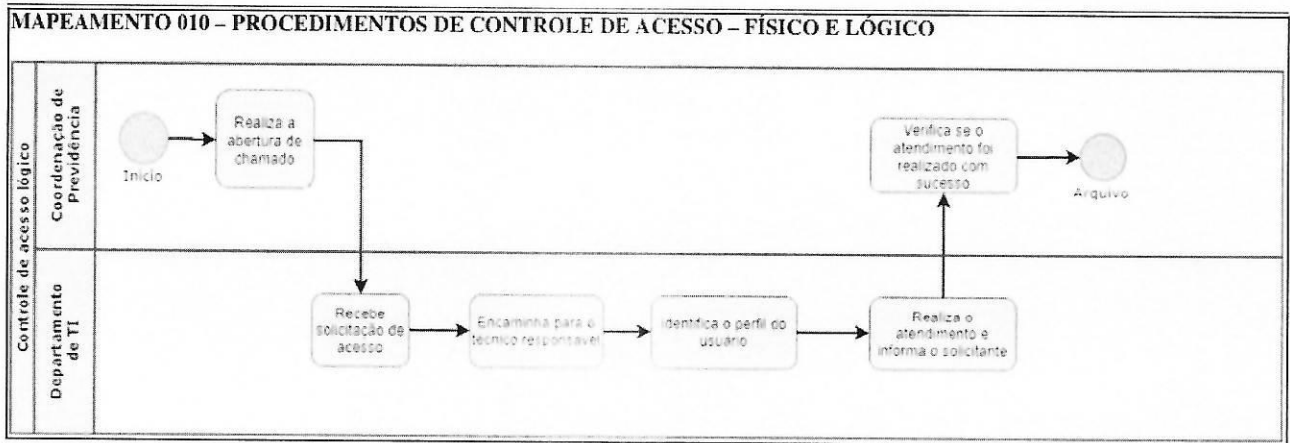 MAPEAMENTO 010 – PROCEDIMENTOS DE CONTROLE DE ACESSO – FÍSICO E LÓGICO
Controle de acesso lógico
Coordenação de
Previdência
Início
Realiza a
abertura de
chamado
Verifica se o
atendimento foi
realizado com
sucesso
Arquivo
Departamento
de TI
Recebe
solicitação de
acesso
Encaminha para o
técnico responsável
Identifica o perfil do
usuário
Realiza o
atendimento e
informa o solicitante